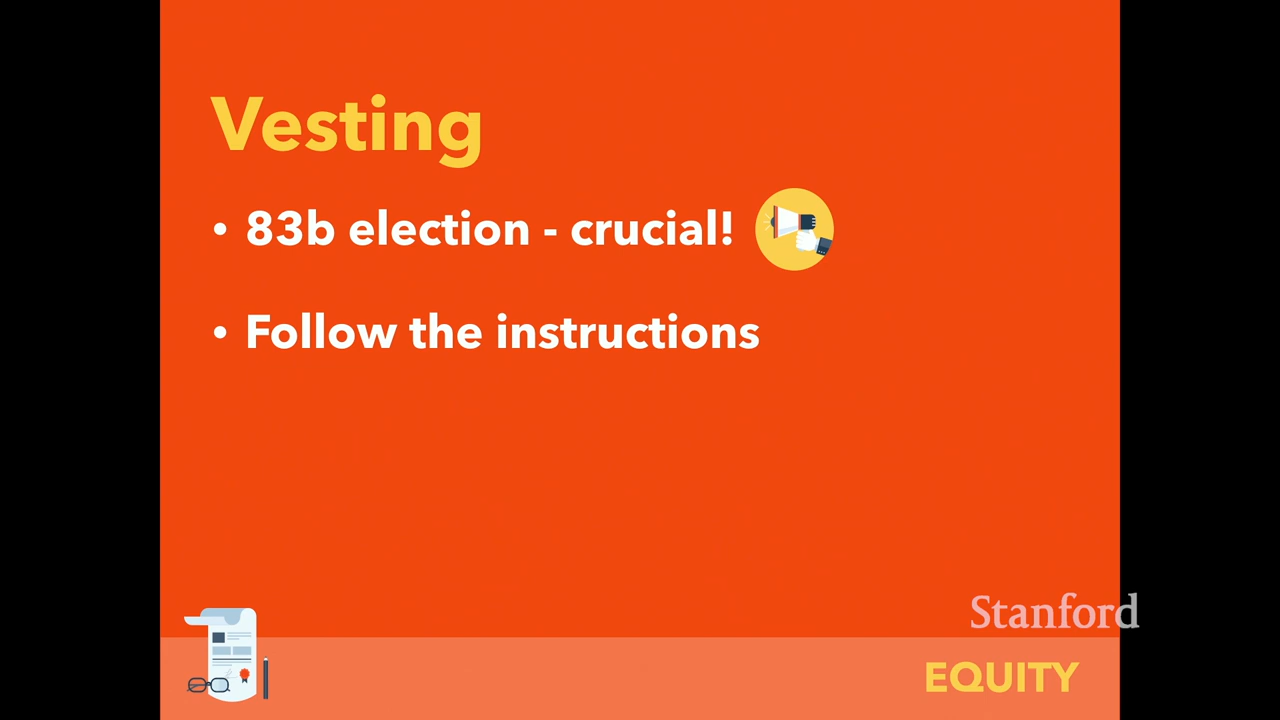 Vesting
• 83b election - crucial!
• Follow the instructions
Stanford
EQUITY